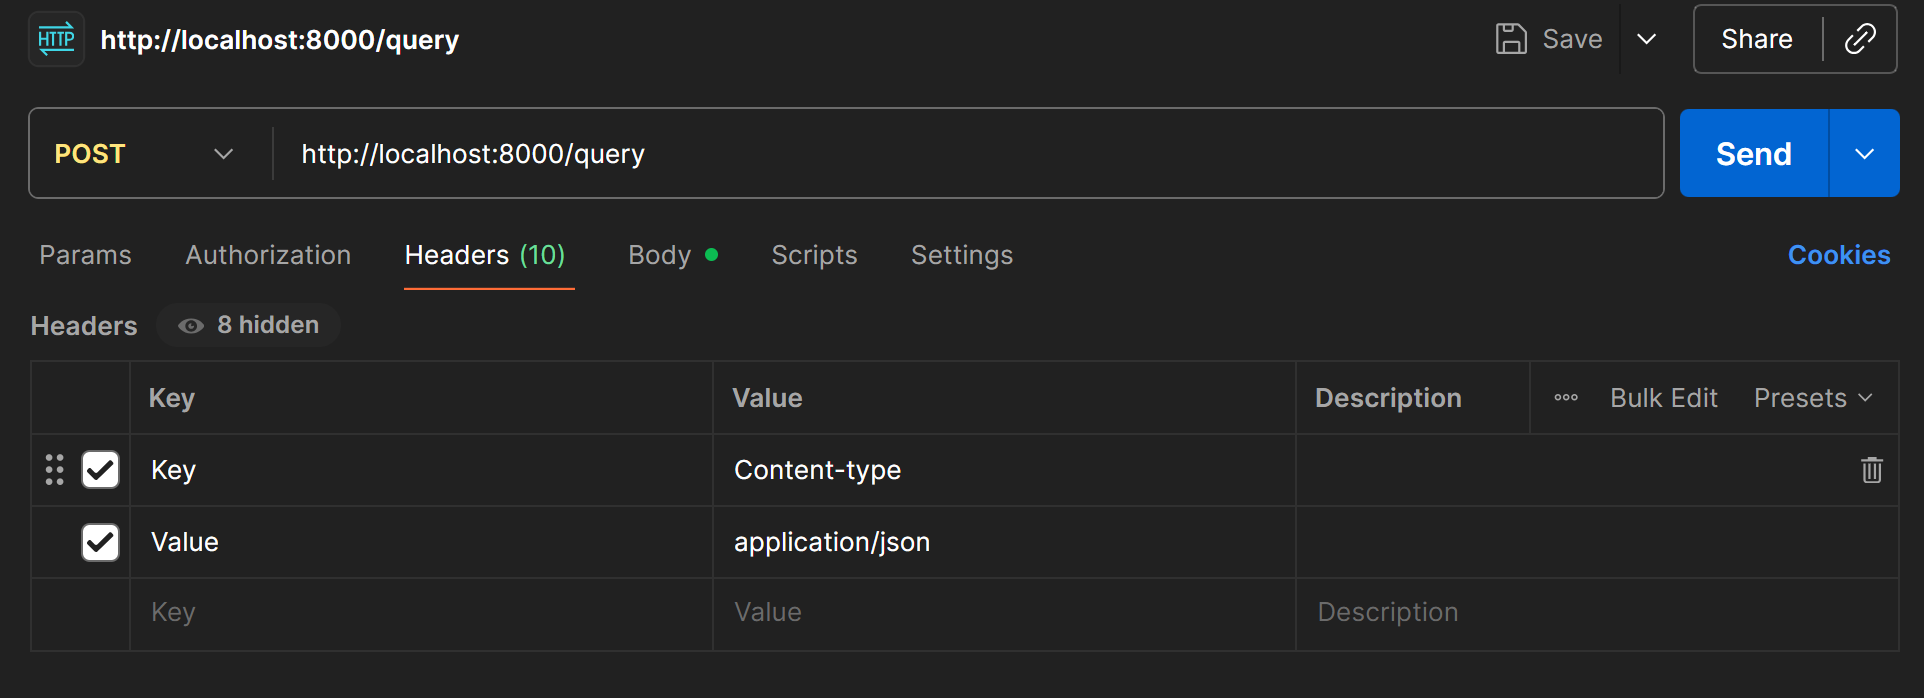 HTTP http://localhost:8000/query Save Share
POST http://localhost:8000/query Send
Params Authorization Headers (10) Body Scripts Settings Cookies
Headers 8 hidden
Key Value Description Bulk Edit Presets
Key Content-type
Value application/json
Key Value Description